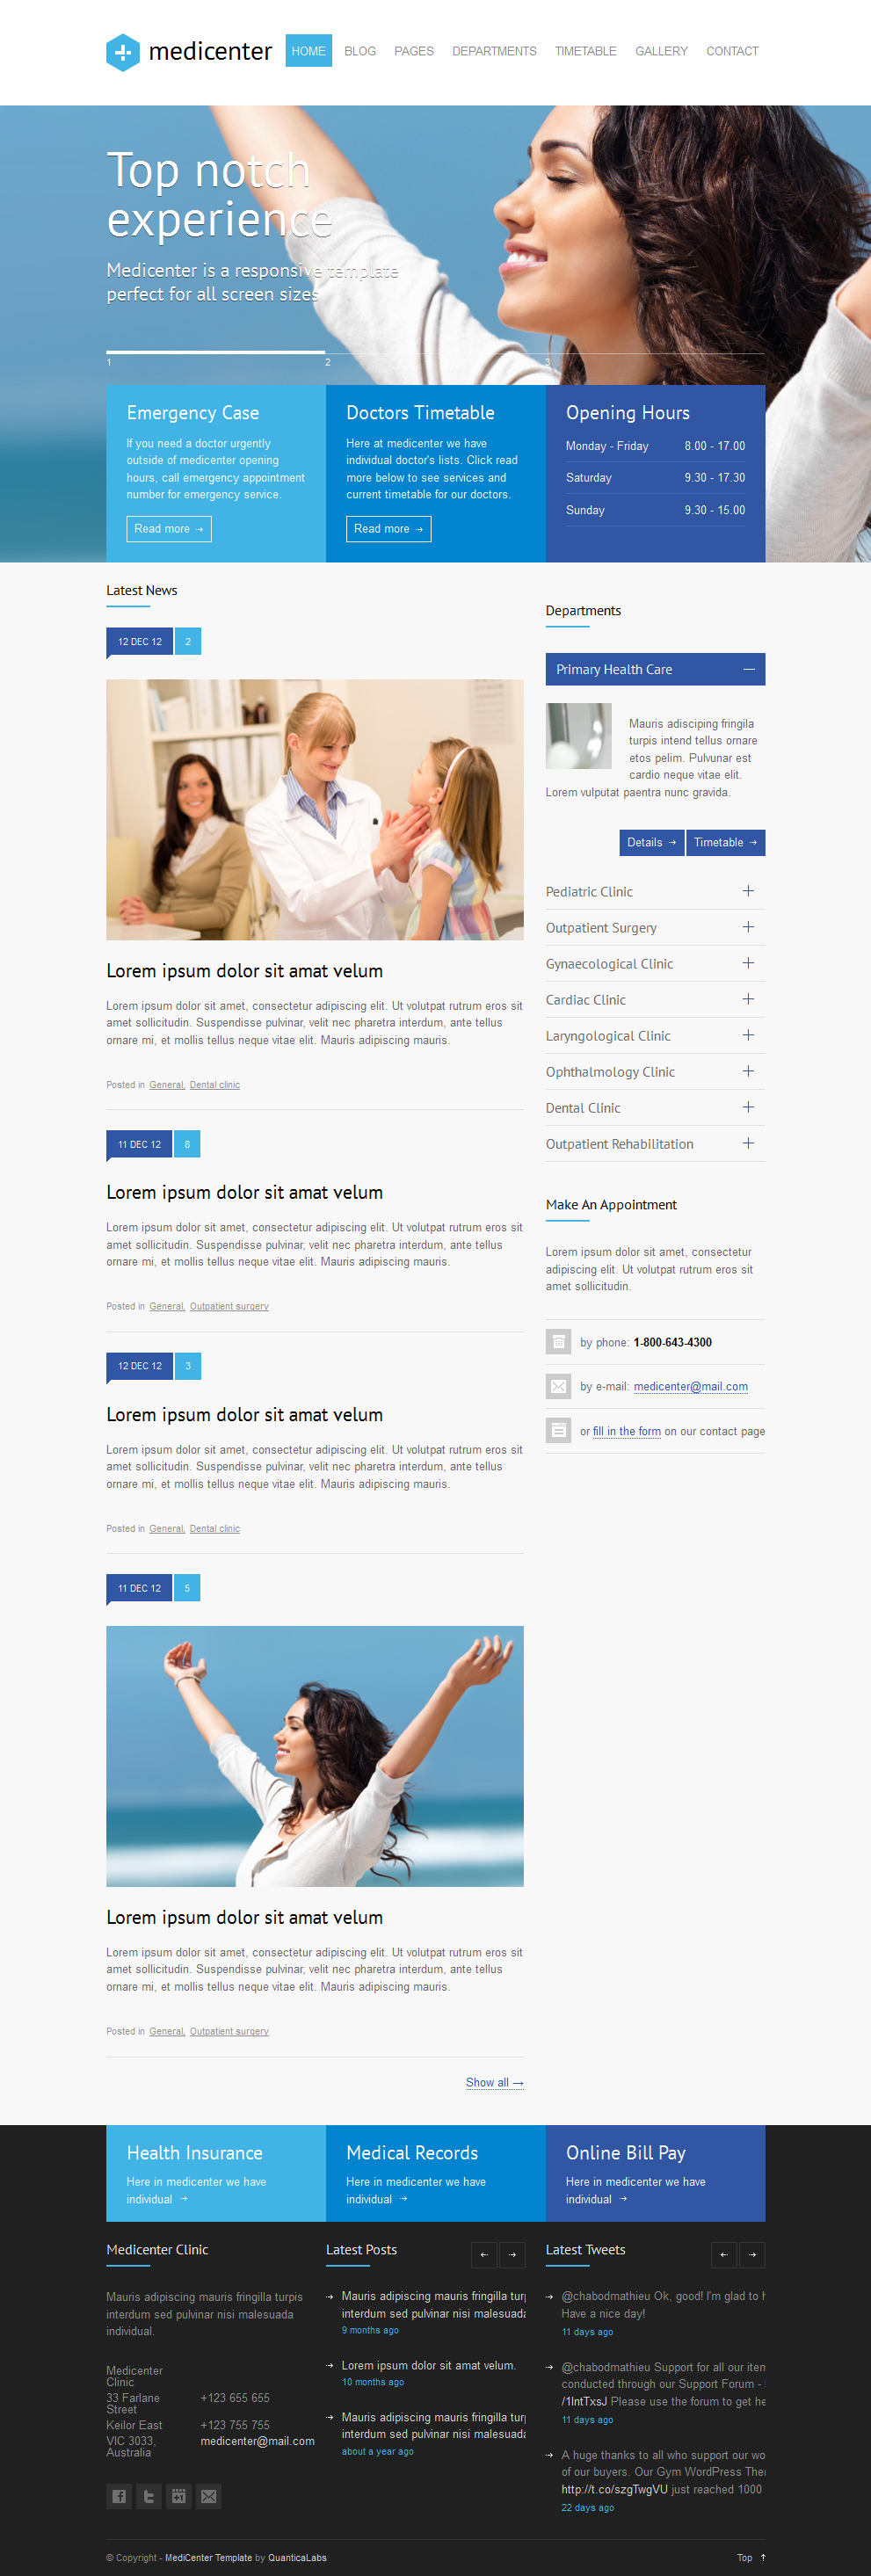 medicenter
HOME BLOG PAGES DEPARTMENTS TIMETABLE GALLERY CONTACT
Top notch
experience
Medicenter is a responsive template
perfect for all screen sizes
1 2 3
Emergency Case
If you need a doctor urgently
outside of medicenter opening
hours, call emergency appointment
number for emergency service.
Read more →
Doctors Timetable
Here at medicenter we have
individual doctor's lists. Click read
more below to see services and
current timetable for our doctors.
Read more →
Opening Hours
Monday - Friday 8.00 - 17.00
Saturday 9.30 - 17.30
Sunday 9.30 - 15.00
Latest News
12 DEC 12 2
Lorem ipsum dolor sit amat velum
Lorem ipsum dolor sit amet, consectetur adipiscing elit. Ut volutpat rutrum eros sit
amet sollicitudin. Suspendisse pulvinar, velit nec pharetra interdum, ante tellus
ornare mi, et mollis tellus neque vitae elit. Mauris adipiscing mauris.
Posted in General, Dental clinic
11 DEC 12 8
Lorem ipsum dolor sit amat velum
Lorem ipsum dolor sit amet, consectetur adipiscing elit. Ut volutpat rutrum eros sit
amet sollicitudin. Suspendisse pulvinar, velit nec pharetra interdum, ante tellus
ornare mi, et mollis tellus neque vitae elit. Mauris adipiscing mauris.
Posted in General, Outpatient surgery
12 DEC 12 3
Lorem ipsum dolor sit amat velum
Lorem ipsum dolor sit amet, consectetur adipiscing elit. Ut volutpat rutrum eros sit
amet sollicitudin. Suspendisse pulvinar, velit nec pharetra interdum, ante tellus
ornare mi, et mollis tellus neque vitae elit. Mauris adipiscing mauris.
Posted in General, Dental clinic
11 DEC 12 5
Lorem ipsum dolor sit amat velum
Lorem ipsum dolor sit amet, consectetur adipiscing elit. Ut volutpat rutrum eros sit
amet sollicitudin. Suspendisse pulvinar, velit nec pharetra interdum, ante tellus
ornare mi, et mollis tellus neque vitae elit. Mauris adipiscing mauris.
Posted in General, Outpatient surgery
Show all →
Departments
Primary Health Care
Mauris adisciping fringila
turpis intend tellus ornare
etos pelim. Pulvunar est
cardio neque vitae elit.
Lorem vulputat paentra nunc gravida.
Details → Timetable →
Pediatric Clinic
Outpatient Surgery
Gynaecological Clinic
Cardiac Clinic
Laryngological Clinic
Ophthalmology Clinic
Dental Clinic
Outpatient Rehabilitation
Make An Appointment
Lorem ipsum dolor sit amet, consectetur
adipiscing elit. Ut volutpat rutrum eros sit
amet sollicitudin.
by phone: 1-800-643-4300
by e-mail: medicenter@mail.com
or fill in the form on our contact page
Health Insurance
Here in medicenter we have
individual →
Medical Records
Here in medicenter we have
individual →
Online Bill Pay
Here in medicenter we have
individual →
Medicenter Clinic
Mauris adipiscing mauris fringilla turpis
interdum sed pulvinar nisi malesuada
individual.
Medicenter
Clinic
33 Farlane +123 655 655
Street
Keilor East +123 755 755
VIC 3033, medicenter@mail.com
Australia
Latest Posts
Mauris adipiscing mauris fringilla turp
interdum sed pulvinar nisi malesuada
9 months ago
Lorem ipsum dolor sit amat velum.
10 months ago
Mauris adipiscing mauris fringilla turp
interdum sed pulvinar nisi malesuada
about a year ago
Latest Tweets
@chabodmathieu Ok, good! I'm glad to
Have a nice day!
11 days ago
@chabodmathieu Support for all our item
conducted through our Support Forum -
/1IntTxsJ Please use the forum to get he
11 days ago
A huge thanks to all who support our wo
of our buyers. Our Gym WordPress The
http://t.co/szgTwgVU just reached 1000
22 days ago
© Copyright - MediCenter Template by QuanticaLabs
Top ↑